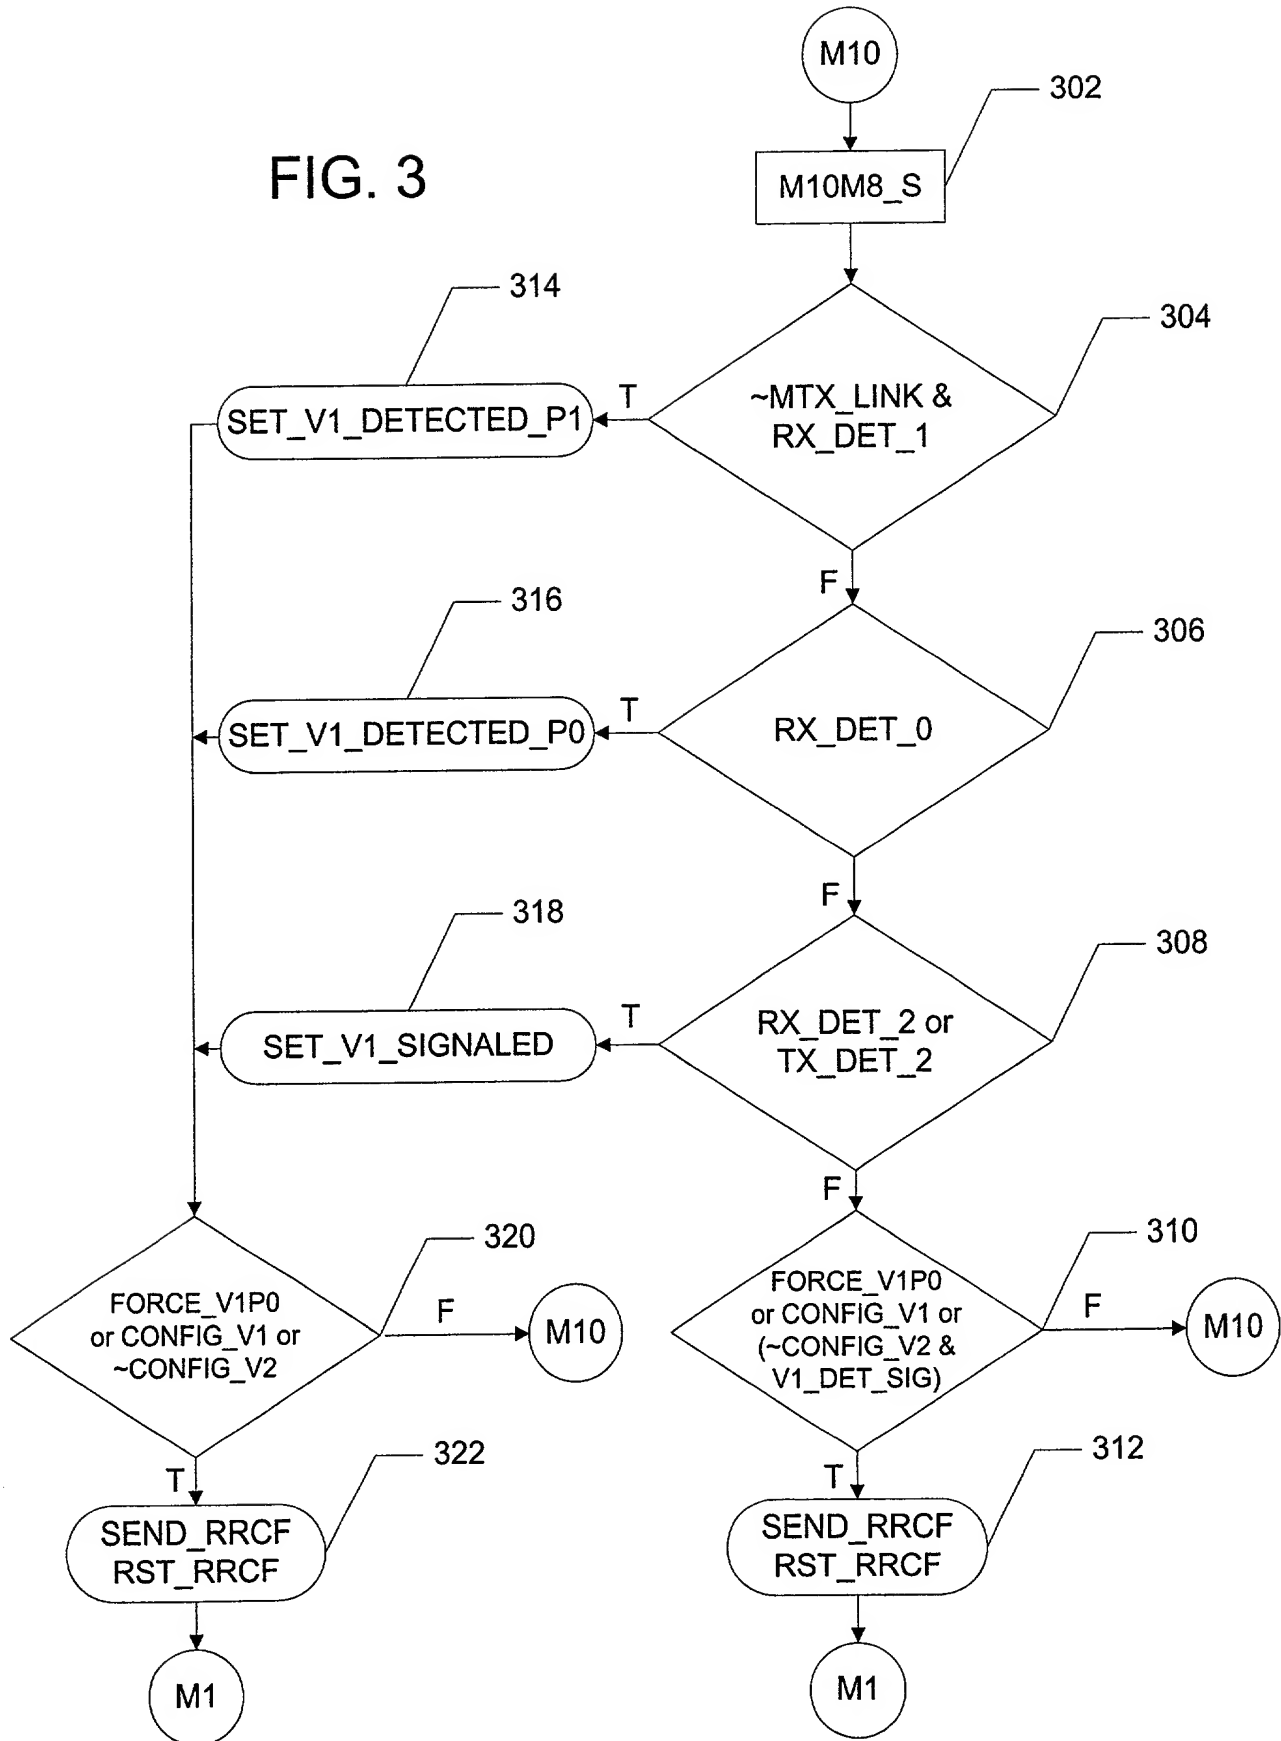 M10
302
FIG. 3
M10M8_S
314
304
SET_V1_DETECTED_P1
T
~MTX_LINK &
RX_DET_1
F
316
306
SET_V1_DETECTED_P0
T
RX_DET_0
F
318
308
SET_V1_SIGNALED
T
RX_DET_2 or
TX_DET_2
F
320
FORCE_V1P0
or CONFIG_V1 or
~CONFIG_V2
F
M10
310
FORCE_V1P0
or CONFIG_V1 or
(~CONFIG_V2 &
V1_DET_SIG)
F
M10
T
322
SEND_RRCF
RST_RRCF
T
312
SEND_RRCF
RST_RRCF
M1
M1